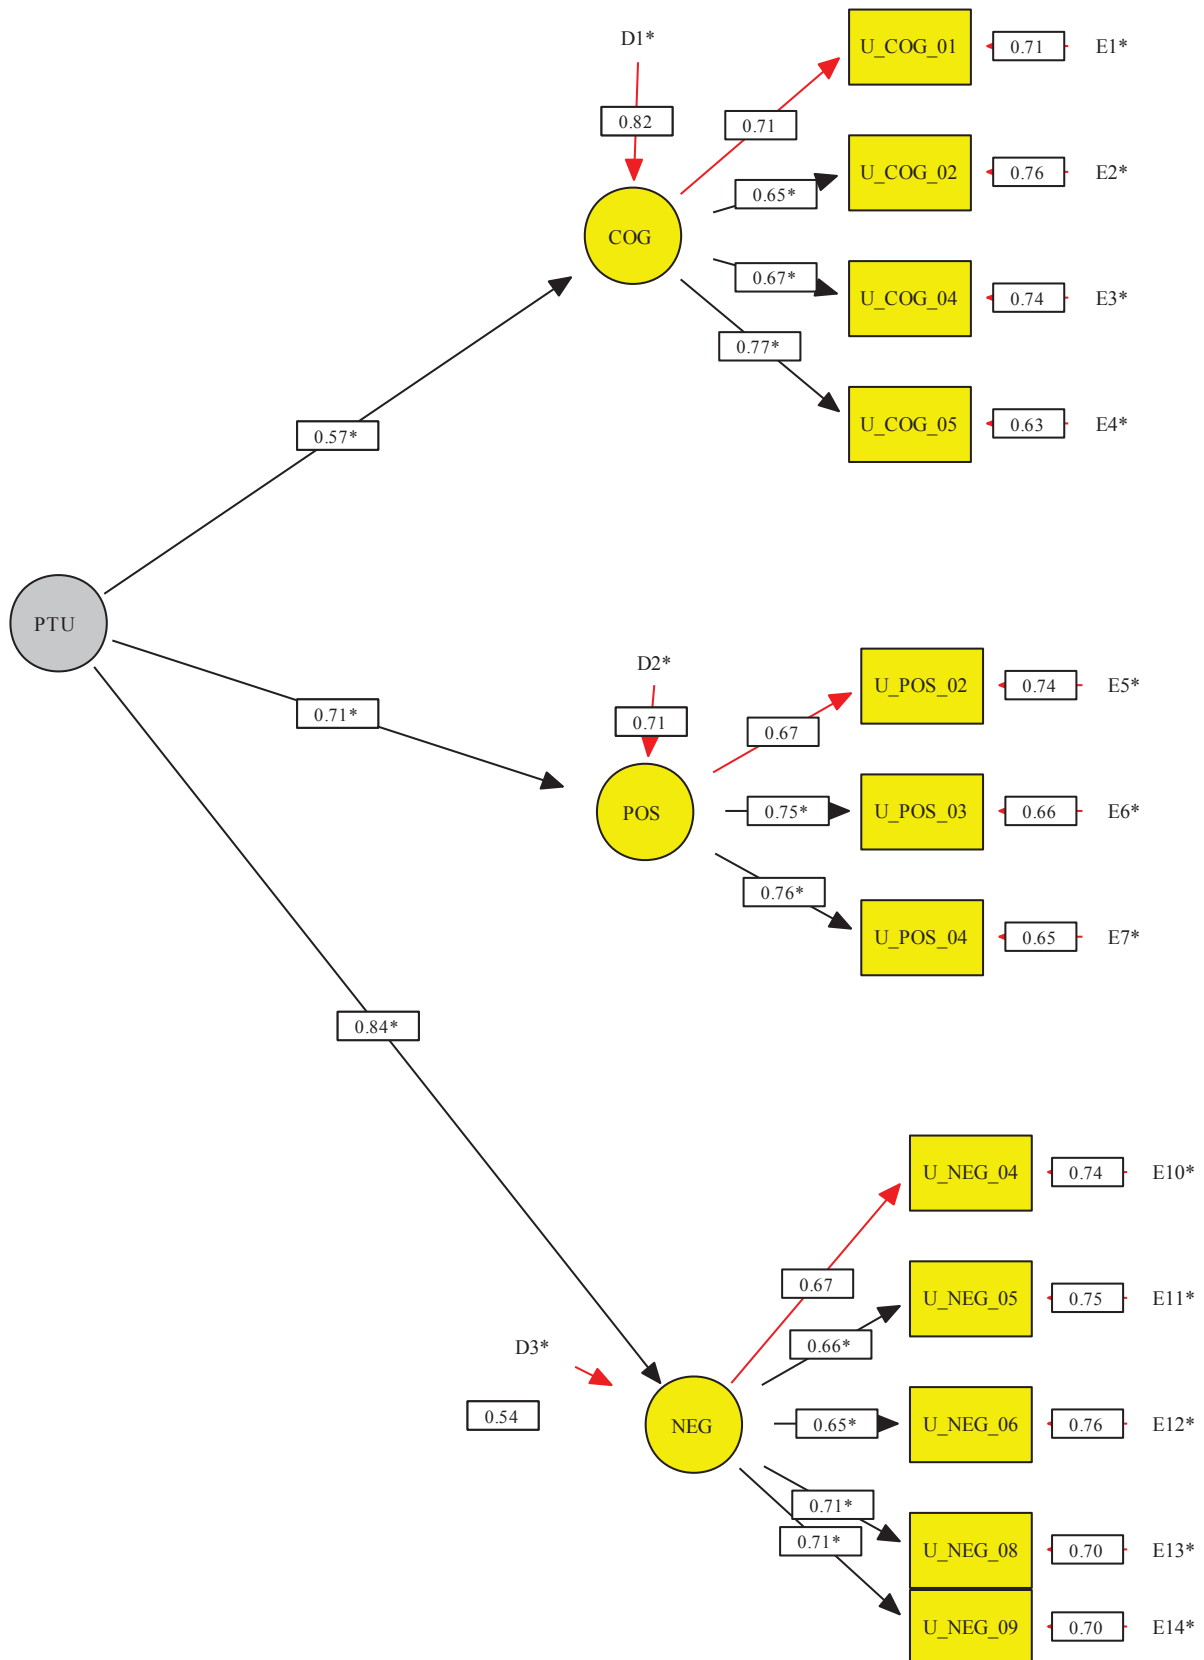 D1*
0.82
COG
0.71
U_COG_01
0.71
E1*
0.65*
U_COG_02
0.76
E2*
0.67*
U_COG_04
0.74
E3*
0.77*
U_COG_05
0.63
E4*
0.57*
PTU
0.71*
D2*
0.71
POS
0.67
U_POS_02
0.74
E5*
0.75*
U_POS_03
0.66
E6*
0.76*
U_POS_04
0.65
E7*
0.84*
D3*
0.54
NEG
0.67
U_NEG_04
0.74
E10*
0.66*
U_NEG_05
0.75
E11*
0.65*
U_NEG_06
0.76
E12*
0.71*
U_NEG_08
0.70
E13*
0.71*
U_NEG_09
0.70
E14*